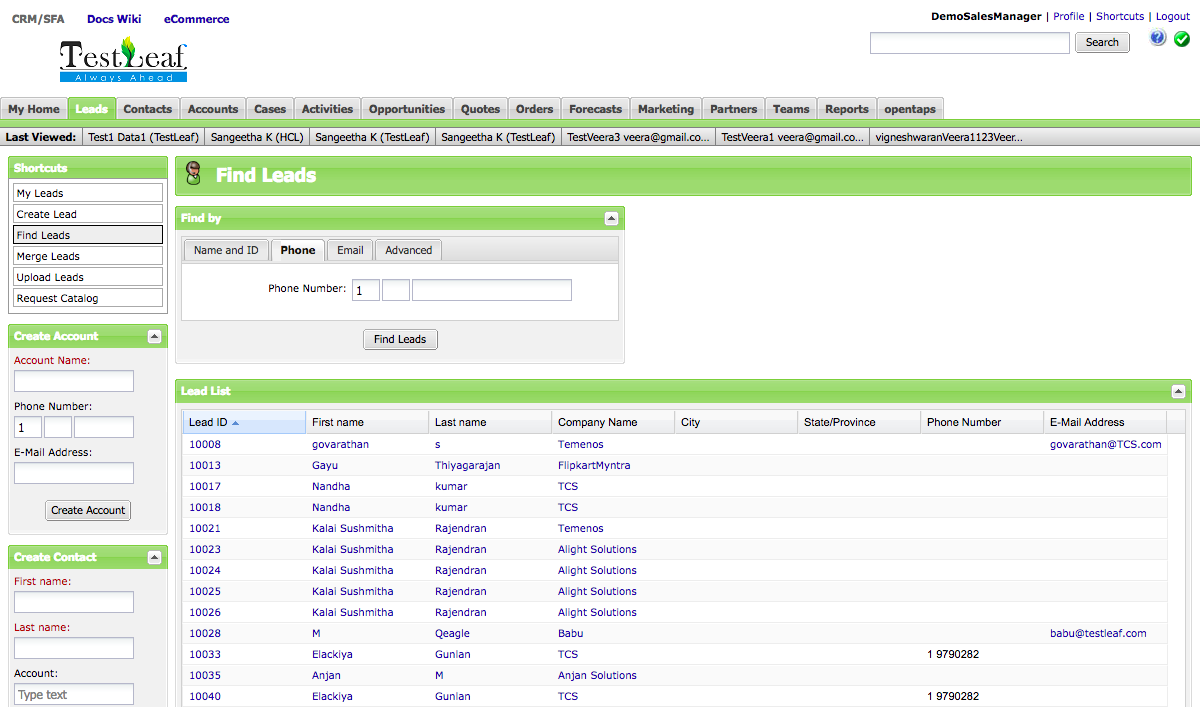 CRM/SFA Docs Wiki eCommerce
DemoSalesManager | Profile | Shortcuts | Logout
TestLeaf
Always Ahead
Search
?
My Home Leads Contacts Accounts Cases Activities Opportunities Quotes Orders Forecasts Marketing Partners Teams Reports opentaps
Last Viewed: Test1 Data1 (TestLeaf) Sangeetha K (HCL) Sangeetha K (TestLeaf) Sangeetha K (TestLeaf) TestVeera3 veera@gmail.co... TestVeera1 veera@gmail.co... vigneshwaranVeera1123Veer...
Shortcuts
My Leads
Create Lead
Find Leads
Merge Leads
Upload Leads
Request Catalog
Create Account
Account Name:
Phone Number:
1
E-Mail Address:
Create Account
Create Contact
First name:
Last name:
Account:
Type text
Find Leads
Find by
Name and ID Phone Email Advanced
Phone Number: 1
Find Leads
Lead List
Lead ID First name Last name Company Name City State/Province Phone Number E-Mail Address
10008 govarathan s Temenos govarathan@TCS.com
10013 Gayu Thiyagarajan FlipkartMyntra
10017 Nandha kumar TCS
10018 Nandha kumar TCS
10021 Kalai Sushmitha Rajendran Temenos
10023 Kalai Sushmitha Rajendran Alight Solutions
10024 Kalai Sushmitha Rajendran Alight Solutions
10025 Kalai Sushmitha Rajendran Alight Solutions
10026 Kalai Sushmitha Rajendran Alight Solutions
10028 M Qeagle Babu babu@testleaf.com
10033 Elackiya Gunlan TCS 1 9790282
10035 Anjan M Anjan Solutions
10040 Elackiya Gunlan TCS 1 9790282